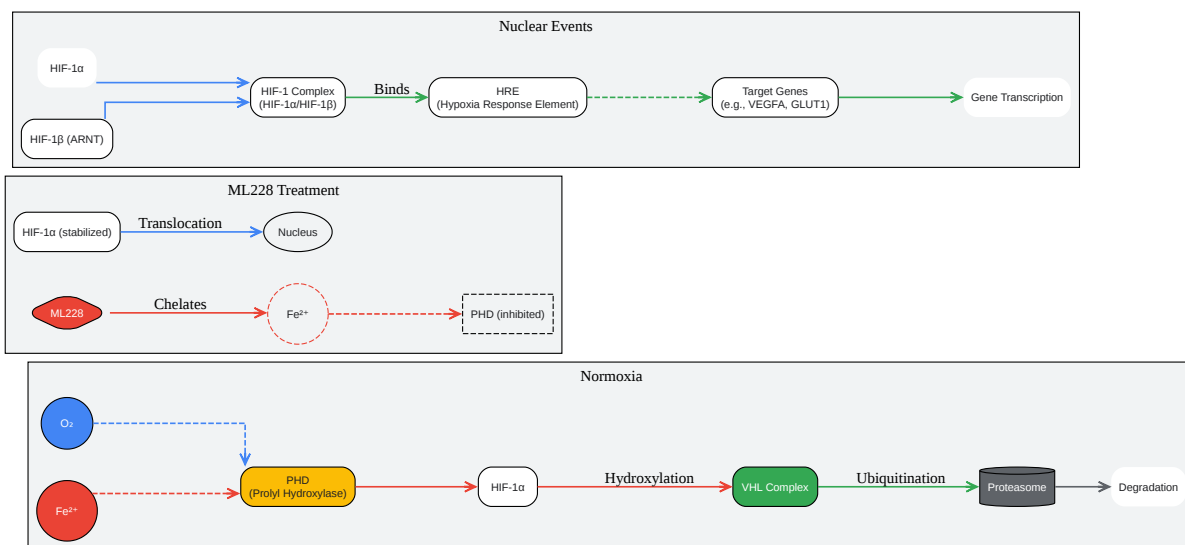 Nuclear Events
HIF-1α
HIF-1β (ARNT)
HIF-1 Complex
(HIF-1α/HIF-1β)
Binds
HRE
(Hypoxia Response Element)
Target Genes
(e.g., VEGFA, GLUT1)
Gene Transcription
ML228 Treatment
HIF-1α (stabilized)
Translocation
Nucleus
ML228
Chelates
Fe²⁺
PHD (inhibited)
Normoxia
O₂
Fe²⁺
PHD
(Prolyl Hydroxylase)
HIF-1α
Hydroxylation
VHL Complex
Ubiquitination
Proteasome
Degradation